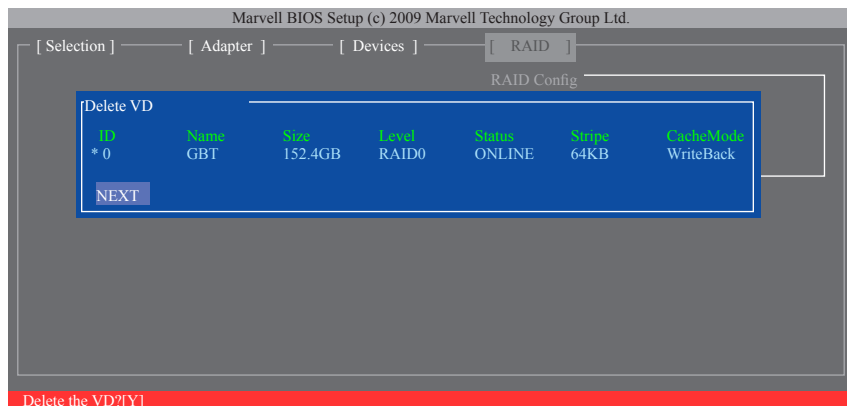 Marvell BIOS Setup (c) 2009 Marvell Technology Group Ltd.
[ Selection ] [ Adapter ] [ Devices ] [ RAID ]
RAID Config
Delete VD
ID Name Size Level Status Stripe CacheMode
* 0 GBT 152.4GB RAID0 ONLINE 64KB WriteBack
NEXT
Delete the VD?[Y]